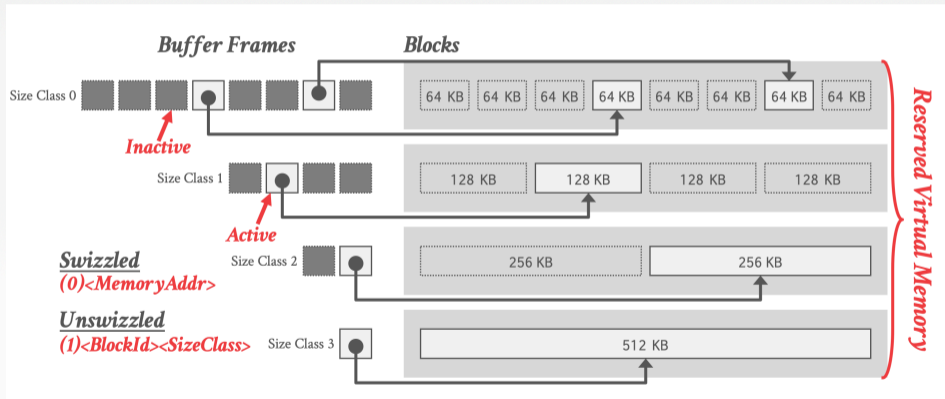 Buffer Frames
Blocks
Size Class 0
64 KB 64 KB 64 KB 64 KB 64 KB 64 KB 64 KB 64 KB
Inactive
Size Class 1
128 KB 128 KB 128 KB 128 KB
Active
Swizzled
(0)<MemoryAddr>
Size Class 2
256 KB 256 KB
Unswizzled
(1)<BlockId><SizeClass>
Size Class 3
512 KB
Reserved Virtual Memory